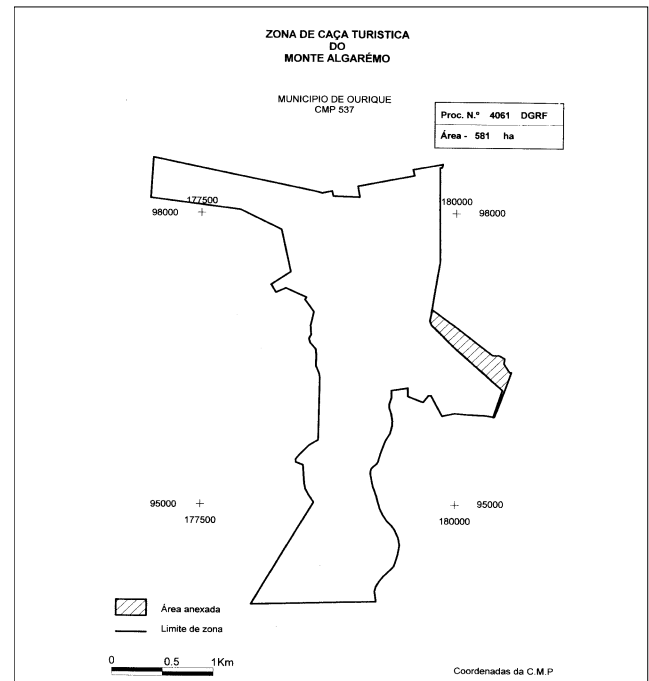 ZONA DE CAÇA TURISTICA
DO
MONTE ALGARÉMO
MUNICIPIO DE OURIQUE
CMP 537
Proc. N.º 4061 DGRF
Área - 581 ha
177500
98000
180000
98000
95000
177500
95000
180000
Área anexada
Limite de zona
0 0.5 1Km
Coordenadas da C.M.P